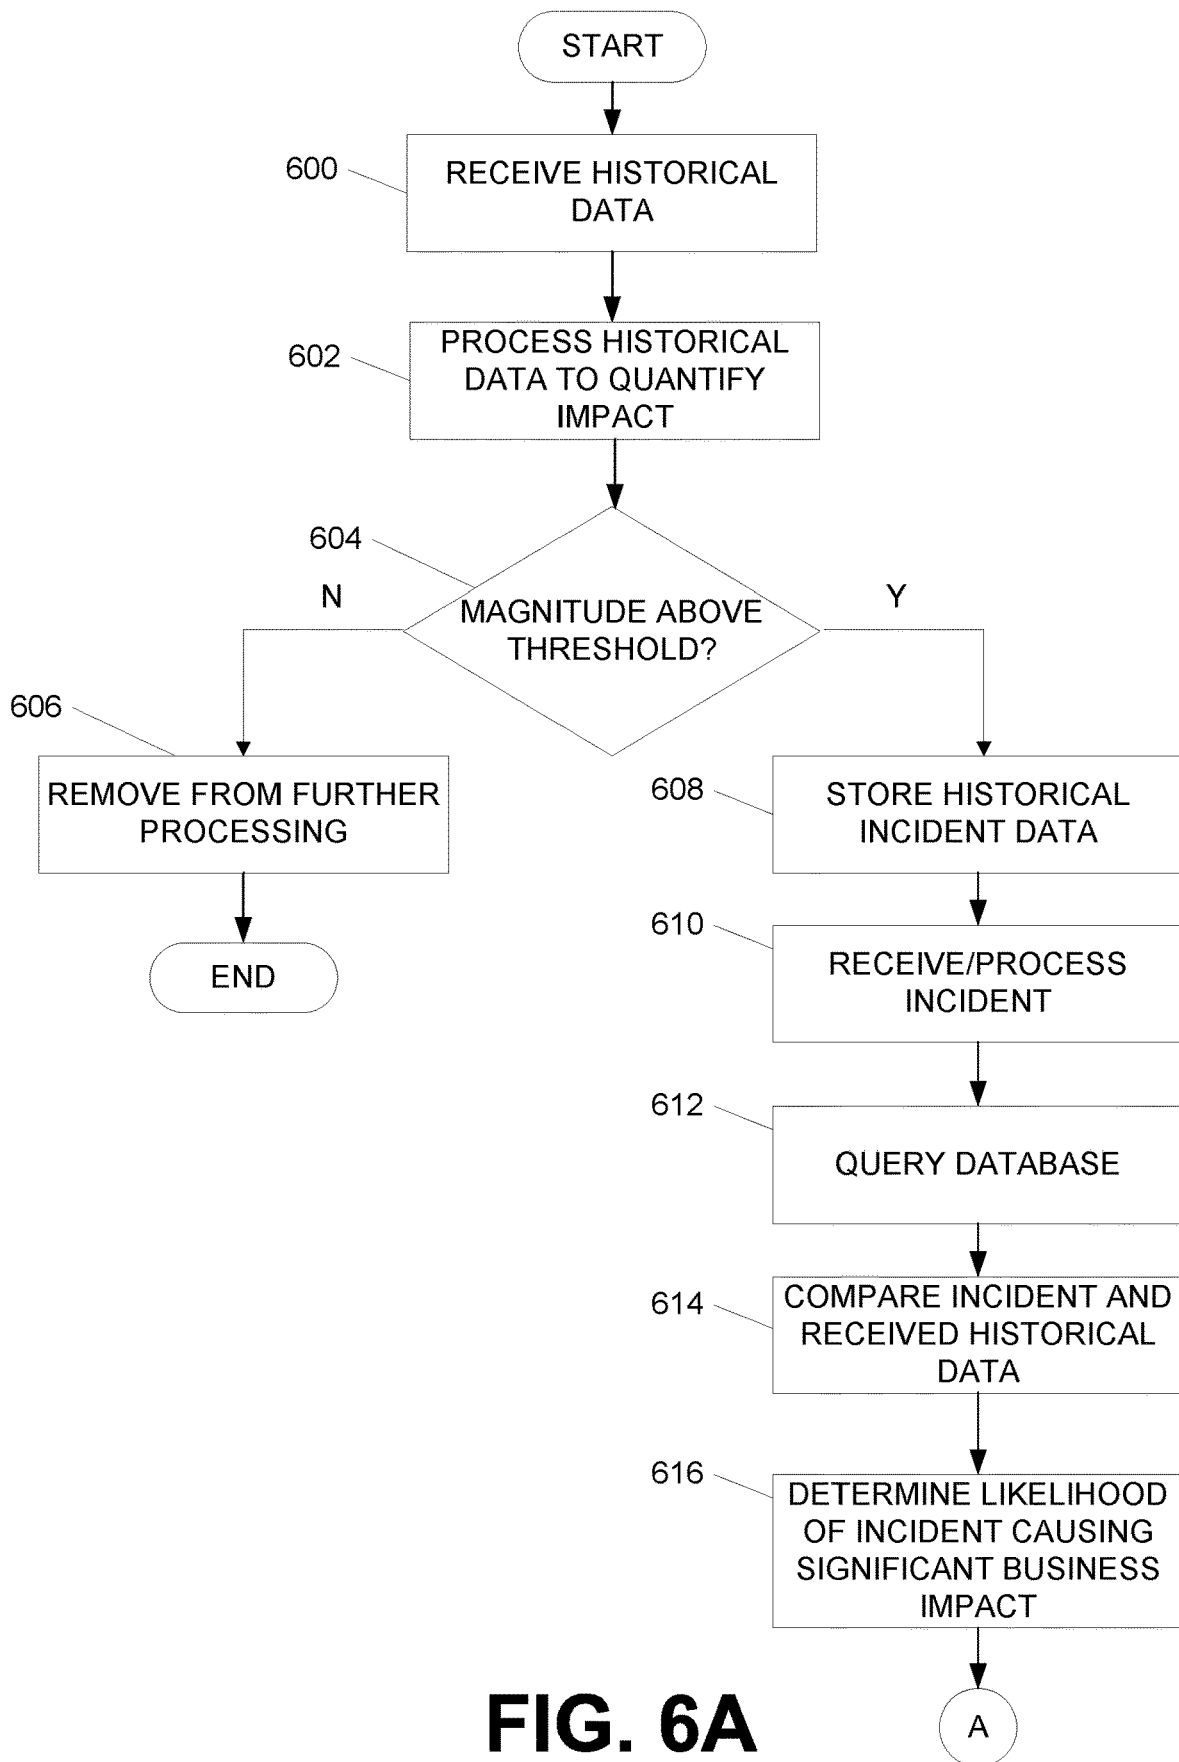 START
600
RECEIVE HISTORICAL
DATA
602
PROCESS HISTORICAL
DATA TO QUANTIFY
IMPACT
604
N
MAGNITUDE ABOVE
THRESHOLD?
Y
606
REMOVE FROM FURTHER
PROCESSING
END
608
STORE HISTORICAL
INCIDENT DATA
610
RECEIVE/PROCESS
INCIDENT
612
QUERY DATABASE
614
COMPARE INCIDENT AND
RECEIVED HISTORICAL
DATA
616
DETERMINE LIKELIHOOD
OF INCIDENT CAUSING
SIGNIFICANT BUSINESS
IMPACT
A
FIG. 6A